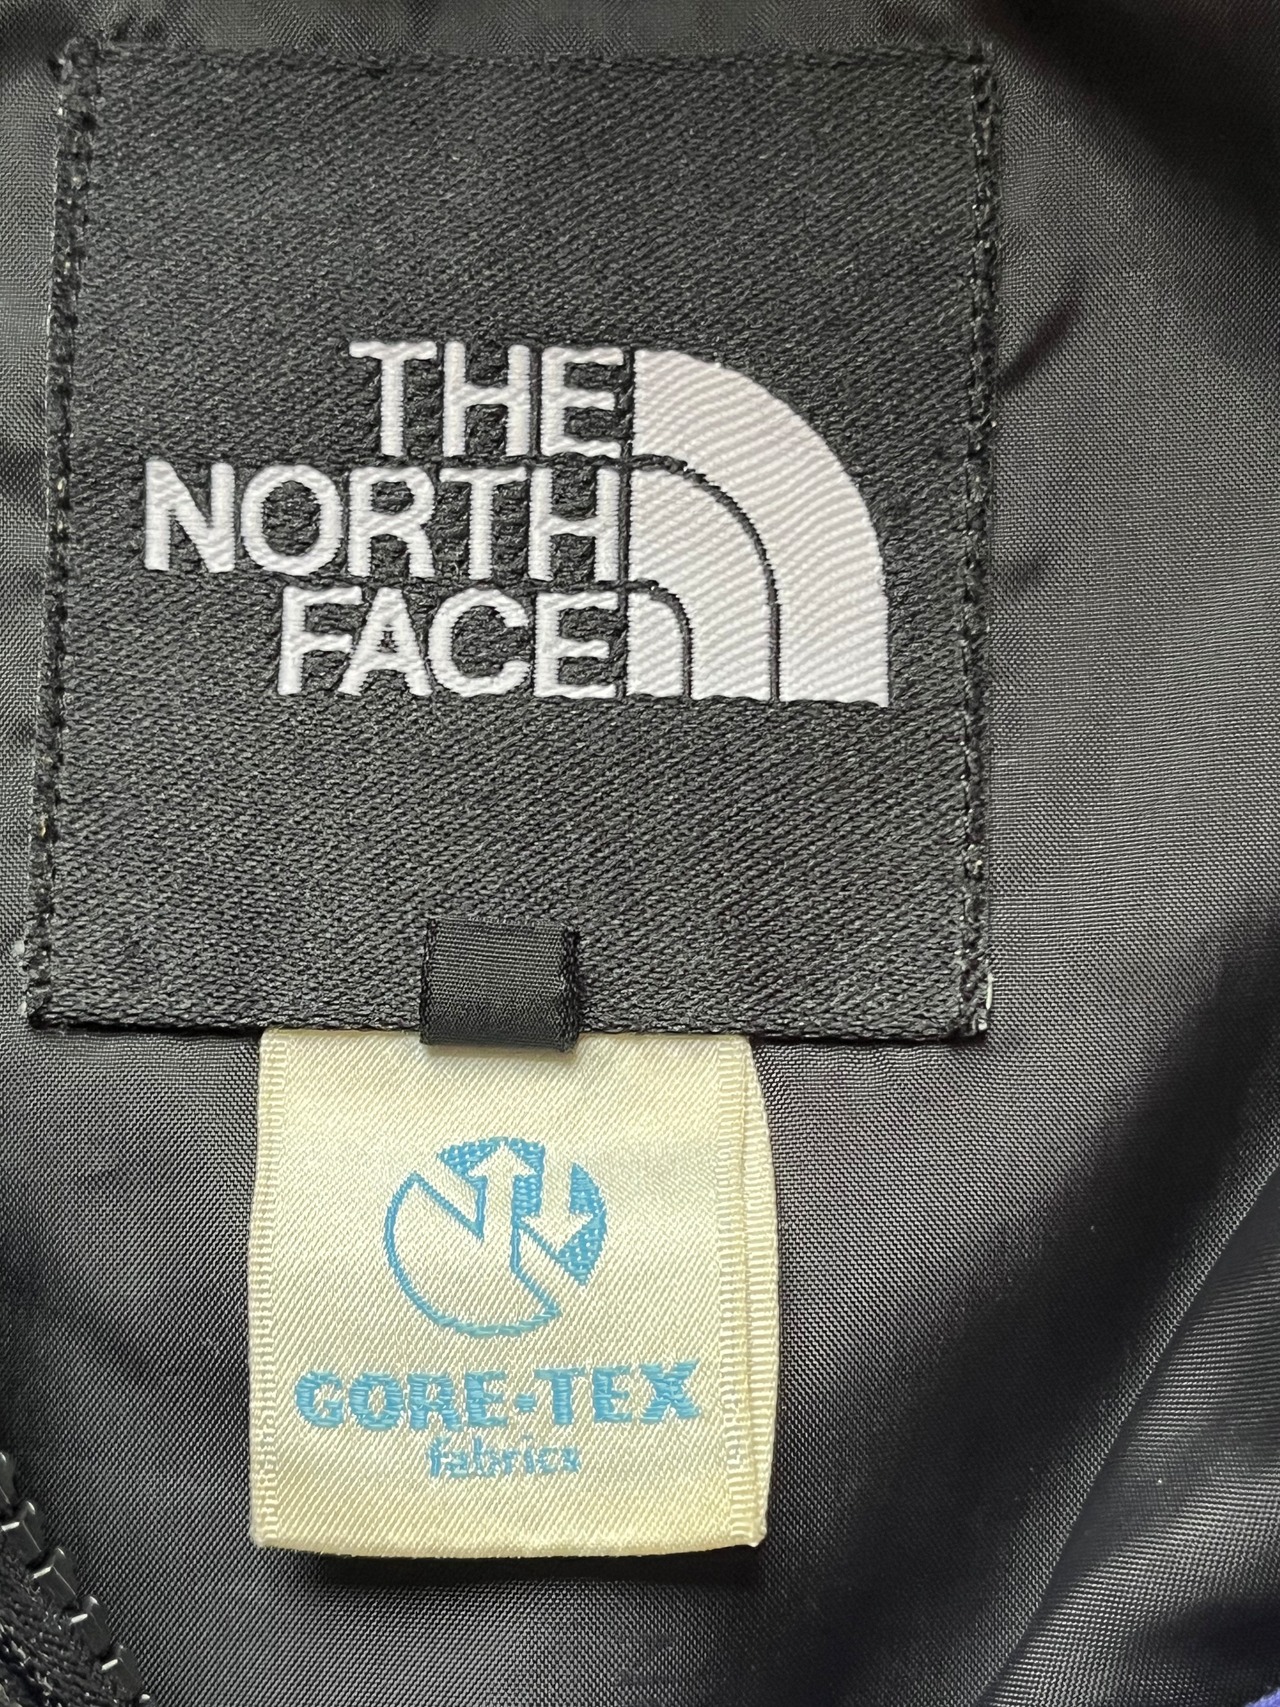 THE
NORTH
FACE
GORE-TEX
fabrics